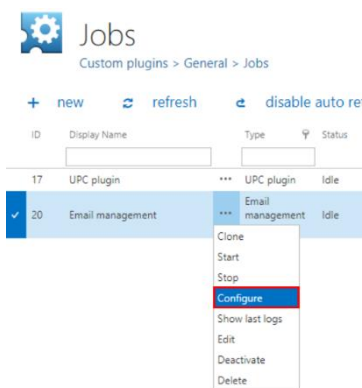 Jobs
Custom plugins > General > Jobs
+ new refresh disable auto re
ID Display Name Type Status
17 UPC plugin ... UPC plugin Idle
20 Email management ... Email management Idle
Clone
Start
Stop
Configure
Show last logs
Edit
Deactivate
Delete